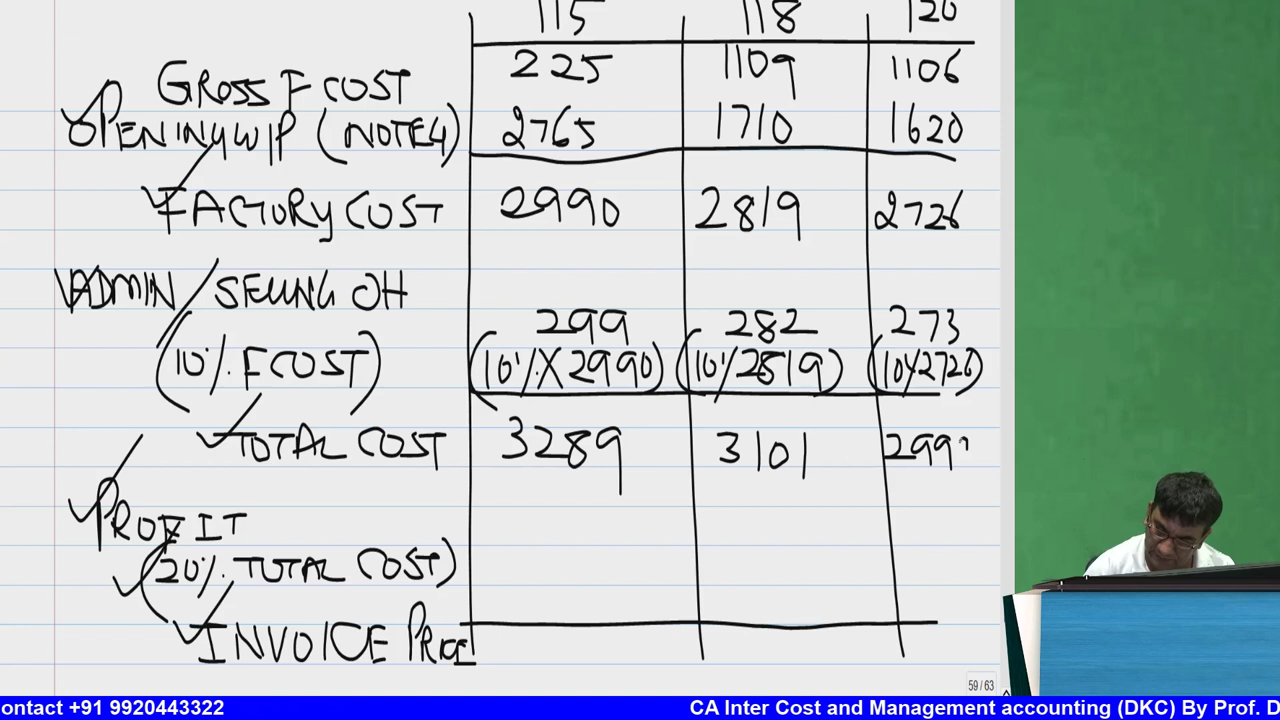 115 118 120
GROSS F COST 225 1109 1106
OPENING WIP (NOTE4) 2765 1710 1620
FACTORY COST 2990 2819 2726
ADMIN/SELLING OH
299 282 273
(10% F COST) (10% X 2990) (10% 2819) (10% 2726)
TOTAL COST 3289 3101 299
PROFIT
(20% TOTAL COST)
INVOICE PRICE
59 / 63
ontact +91 9920443322 CA Inter Cost and Management accounting (DKC) By Prof. D